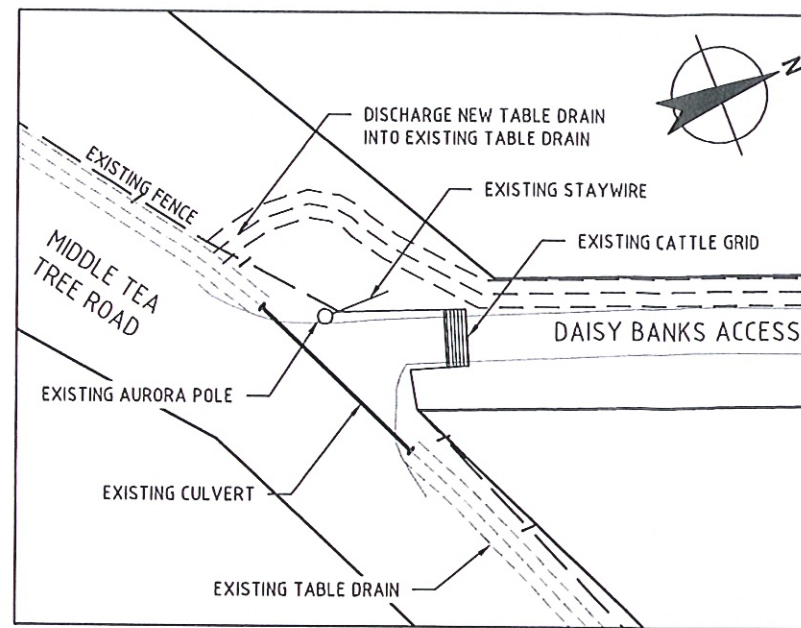 DISCHARGE NEW TABLE DRAIN
INTO EXISTING TABLE DRAIN
N
EXISTING FENCE
EXISTING STAYWIRE
EXISTING CATTLE GRID
MIDDLE TEA
TREE ROAD
DAISY BANKS ACCESS
EXISTING AURORA POLE
EXISTING CULVERT
EXISTING TABLE DRAIN